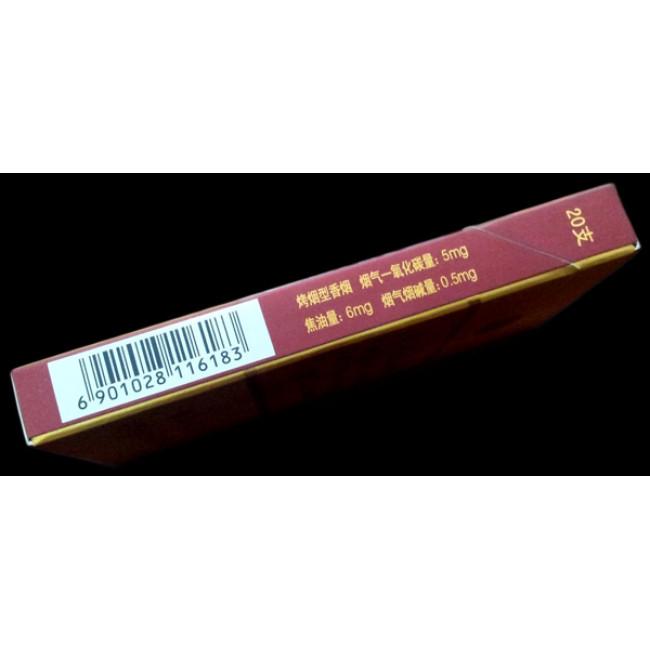 20支
烤烟型香烟 烟气一氧化碳量: 5mg
焦油量: 6mg 烟气烟碱量: 0.5mg
6 901028 116183